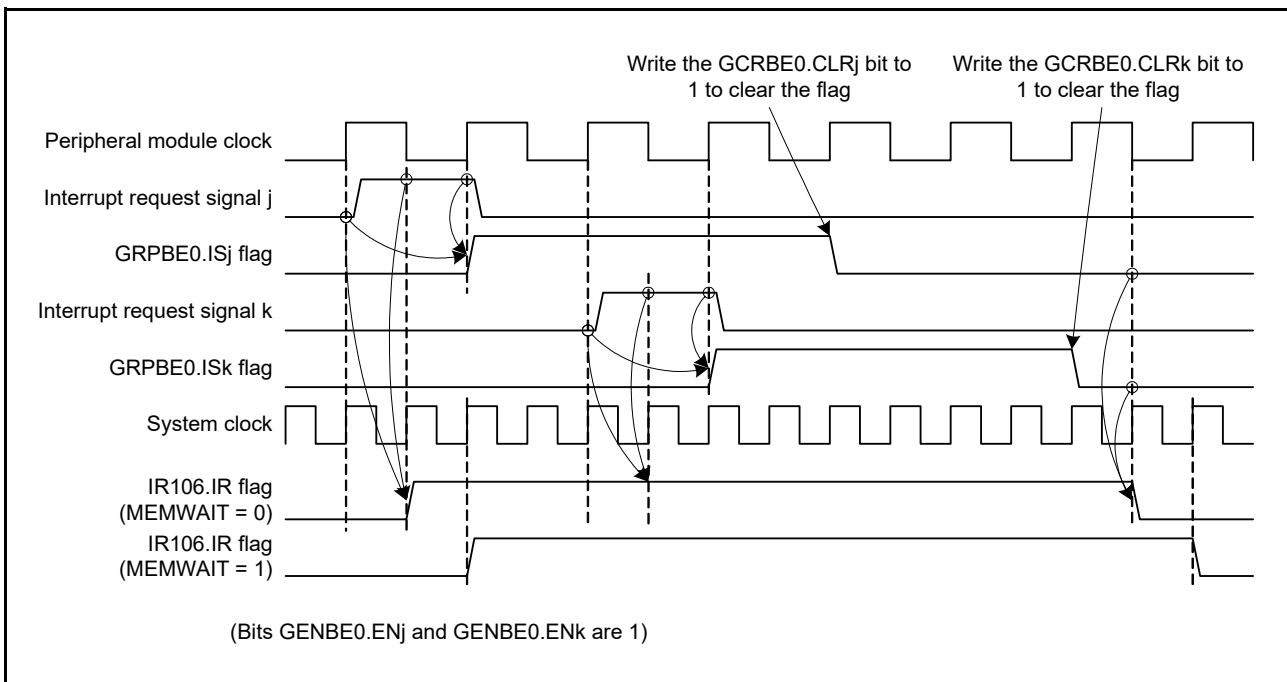 Write the GCRBE0.CLRj bit to
1 to clear the flag
Write the GCRBE0.CLRk bit to
1 to clear the flag
Peripheral module clock
Interrupt request signal j
GRPBE0.ISj flag
Interrupt request signal k
GRPBE0.ISk flag
System clock
IR106.IR flag
(MEMWAIT = 0)
IR106.IR flag
(MEMWAIT = 1)
(Bits GENBE0.ENj and GENBE0.ENk are 1)